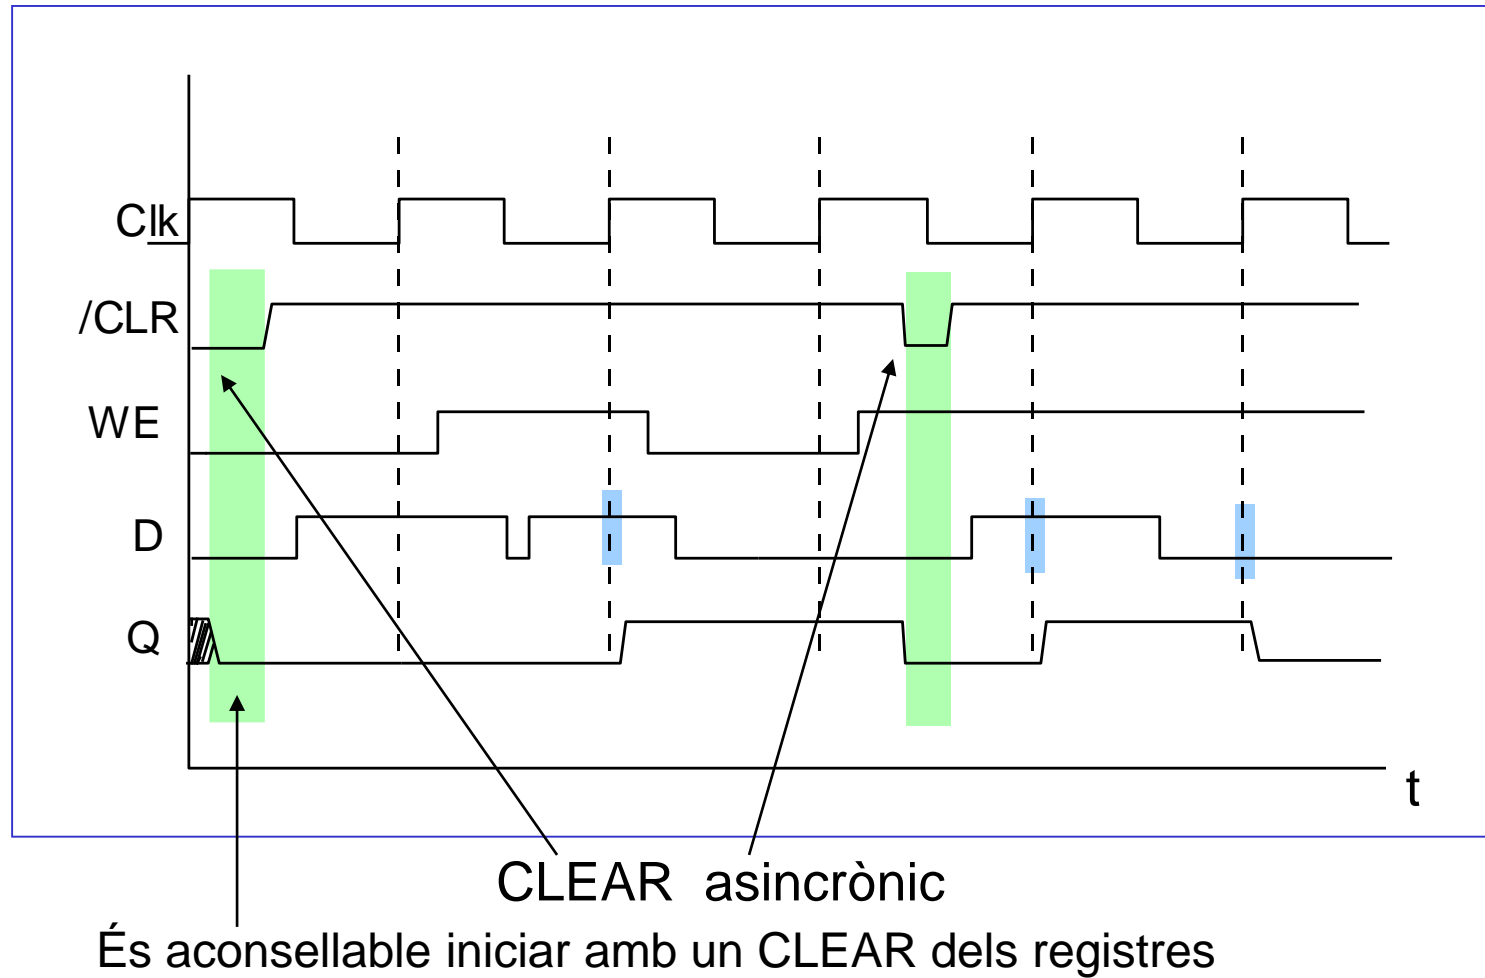 Clk
/CLR
WE
D
Q
t
CLEAR asincrònic
És aconsellable iniciar amb un CLEAR dels registres